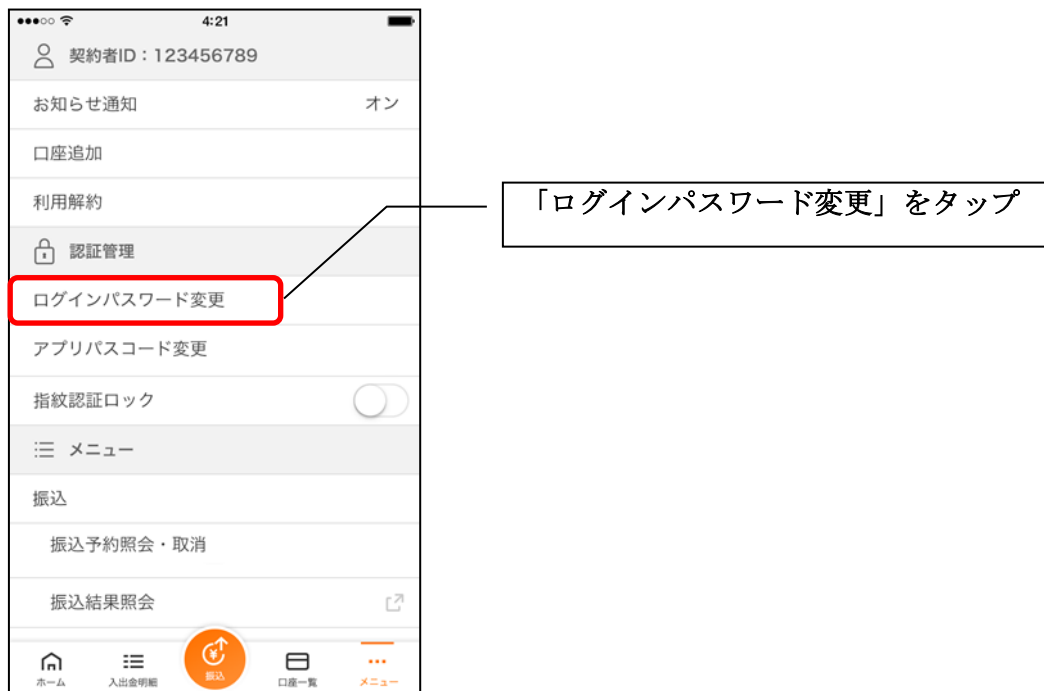 4:21
契約者ID：123456789
お知らせ通知 オン
口座追加
利用解約
「ログインパスワード変更」をタップ
認証管理
ログインパスワード変更
アプリパスコード変更
指紋認証ロック
メニュー
振込
振込予約照会・取消
振込結果照会
ホーム 入出金明細 振込 口座一覧 メニュー